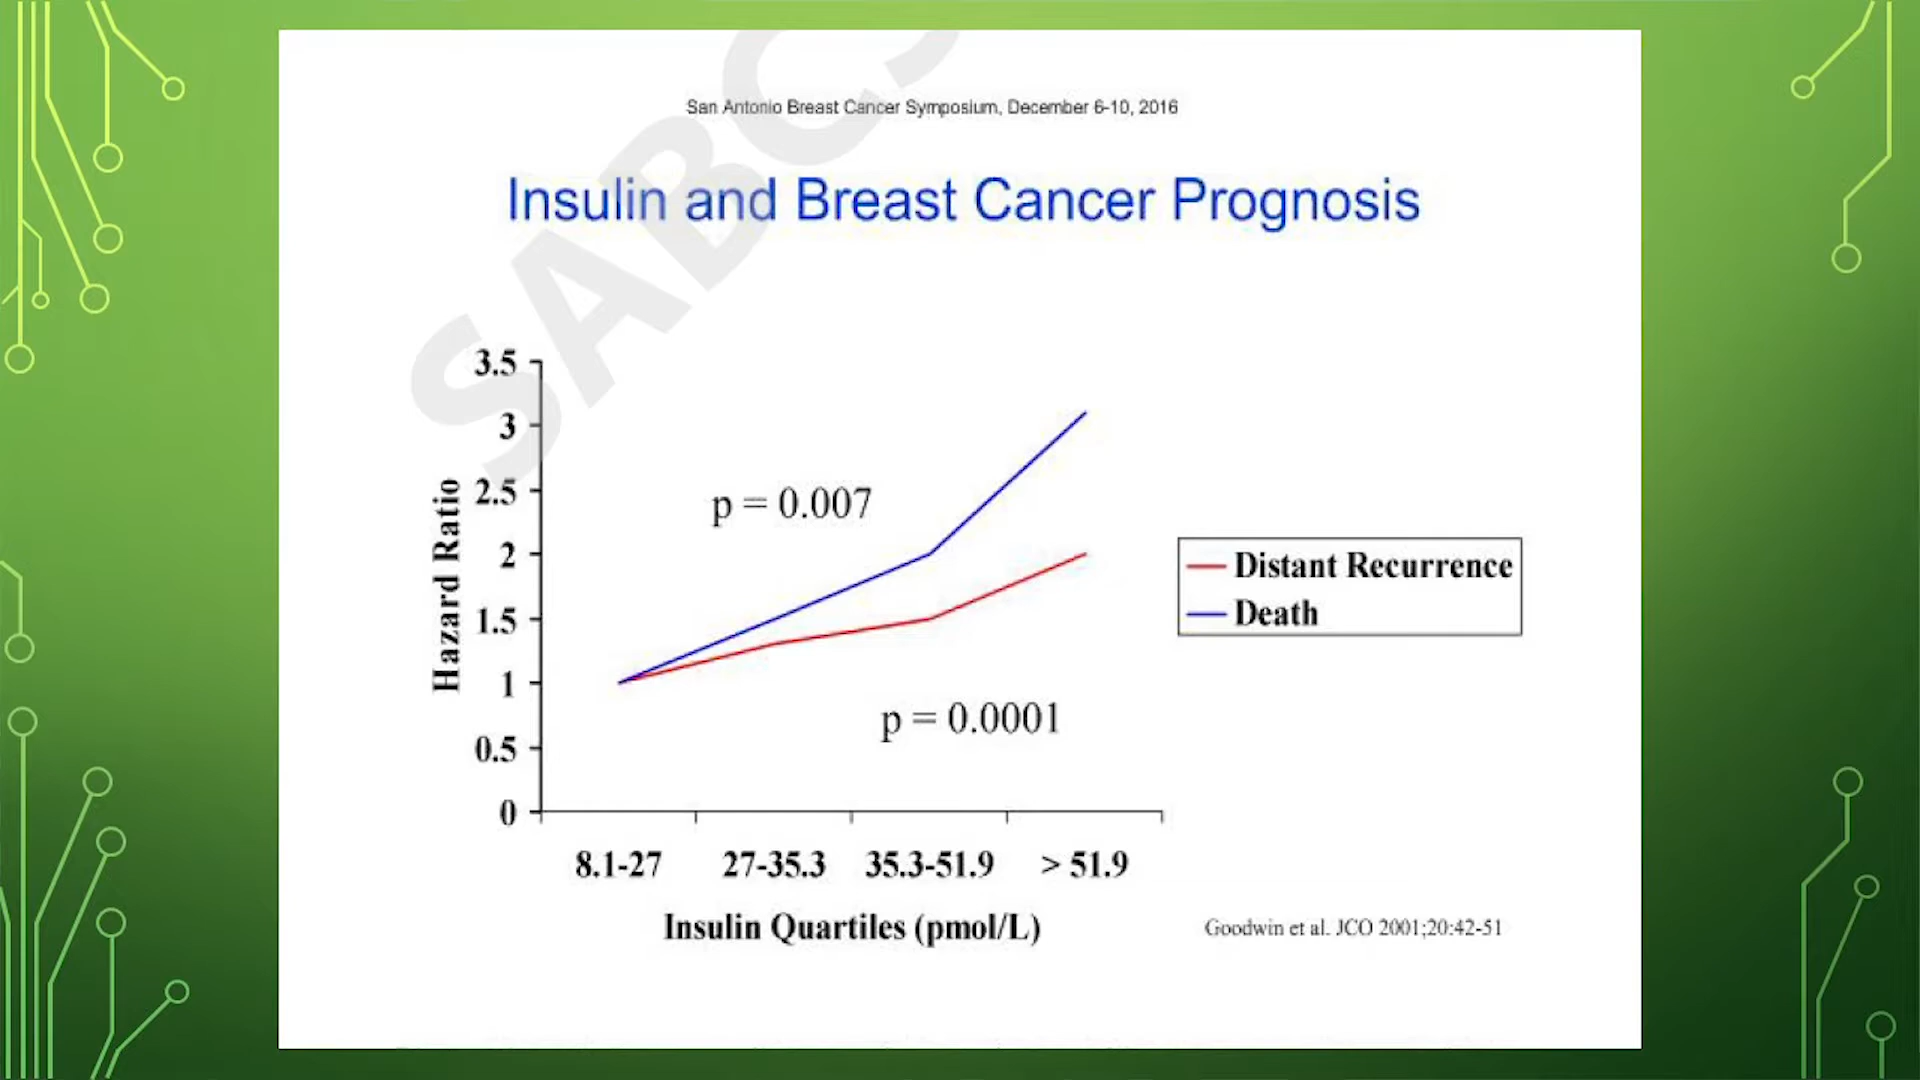 San Antonio Breast Cancer Symposium, December 6-10, 2016
Insulin and Breast Cancer Prognosis
SABCS
3.5
3
2.5
2
1.5
1
0.5
0
Hazard Ratio
p = 0.007
p = 0.0001
Distant Recurrence
Death
8.1-27 27-35.3 35.3-51.9 > 51.9
Insulin Quartiles (pmol/L)
Goodwin et al. JCO 2001;20:42-51